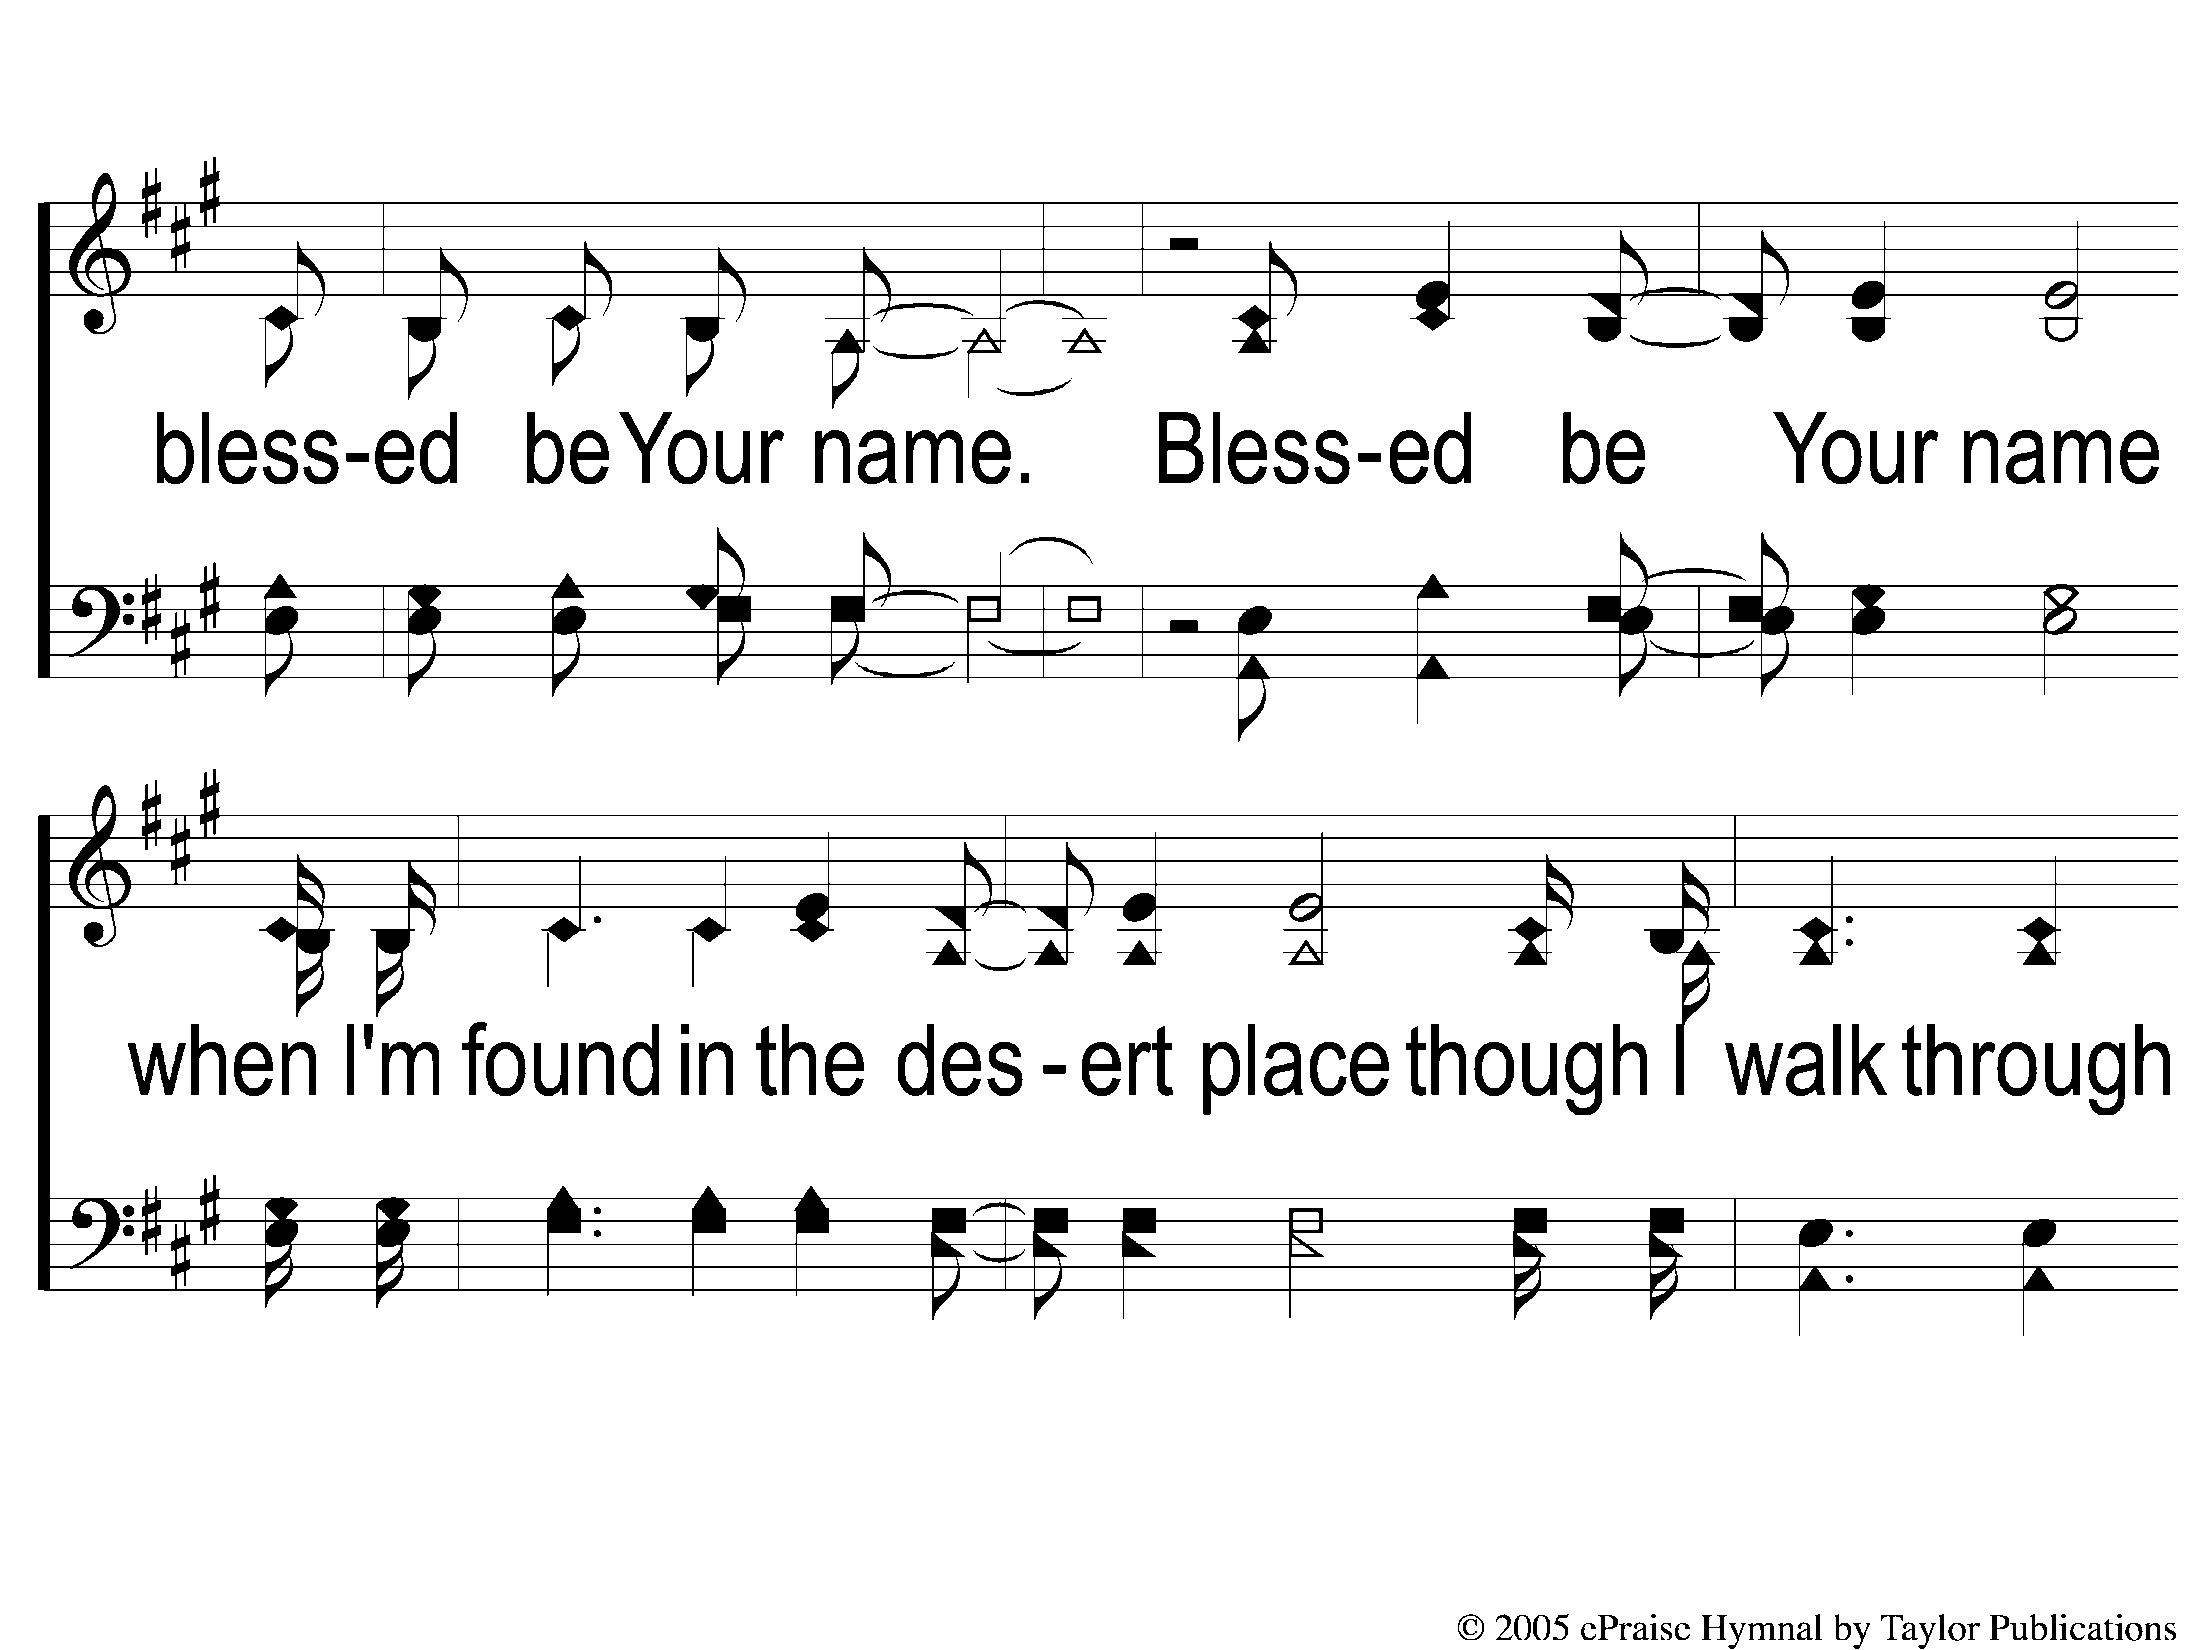 bless-ed be Your name. Bless-ed be Your name
when I'm found in the des - ert place though I walk through
© 2005 ePraise Hymnal by Taylor Publications